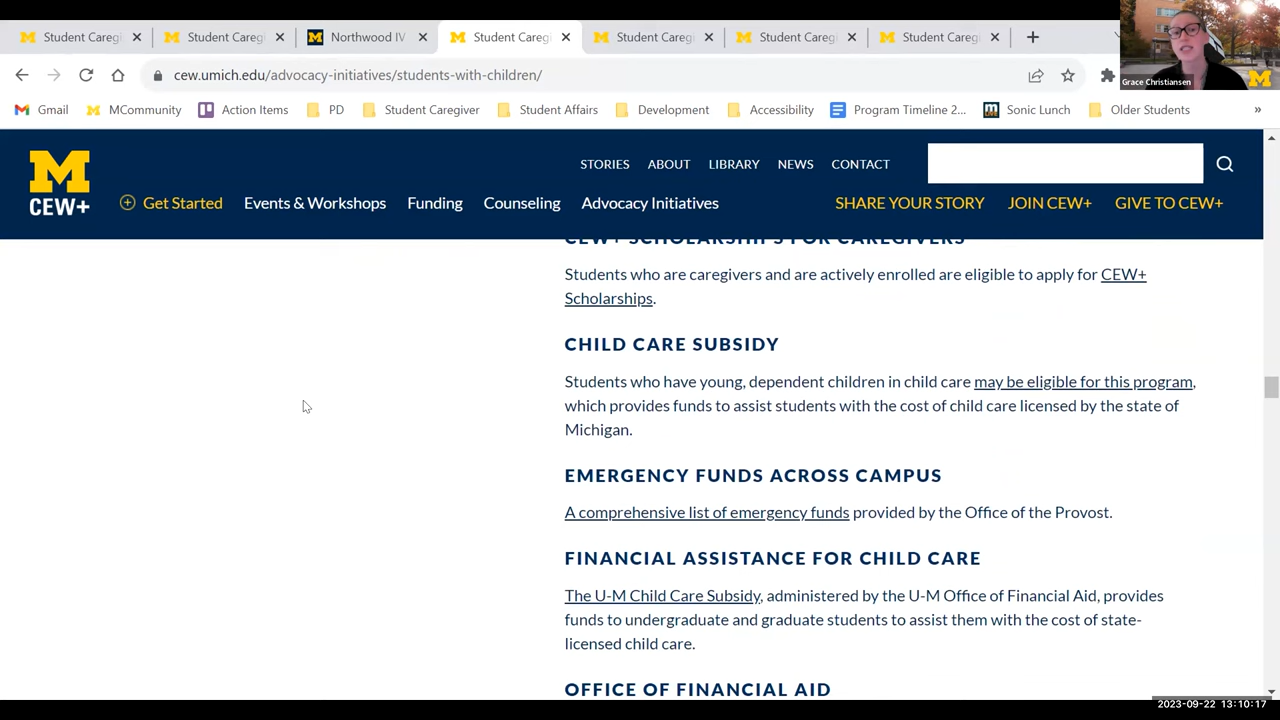 Student Caregi
Student Caregi
Northwood IV
Student Caregi
Student Caregi
Student Caregi
Student Caregi
cew.umich.edu/advocacy-initiatives/students-with-children/
Gmail
MCommunity
Action Items
PD
Student Caregiver
Student Affairs
Development
Accessibility
Program Timeline 2...
Sonic Lunch
Older Students
»
Grace Christiansen
M
CEW+
STORIES ABOUT LIBRARY NEWS CONTACT
Get Started Events & Workshops Funding Counseling Advocacy Initiatives SHARE YOUR STORY JOIN CEW+ GIVE TO CEW+
CEW+ SCHOLARSHIPS FOR CAREGIVERS
Students who are caregivers and are actively enrolled are eligible to apply for CEW+
Scholarships.
CHILD CARE SUBSIDY
Students who have young, dependent children in child care may be eligible for this program,
which provides funds to assist students with the cost of child care licensed by the state of
Michigan.
EMERGENCY FUNDS ACROSS CAMPUS
A comprehensive list of emergency funds provided by the Office of the Provost.
FINANCIAL ASSISTANCE FOR CHILD CARE
The U-M Child Care Subsidy, administered by the U-M Office of Financial Aid, provides
funds to undergraduate and graduate students to assist them with the cost of state-
licensed child care.
OFFICE OF FINANCIAL AID
2023-09-22 13:10:17